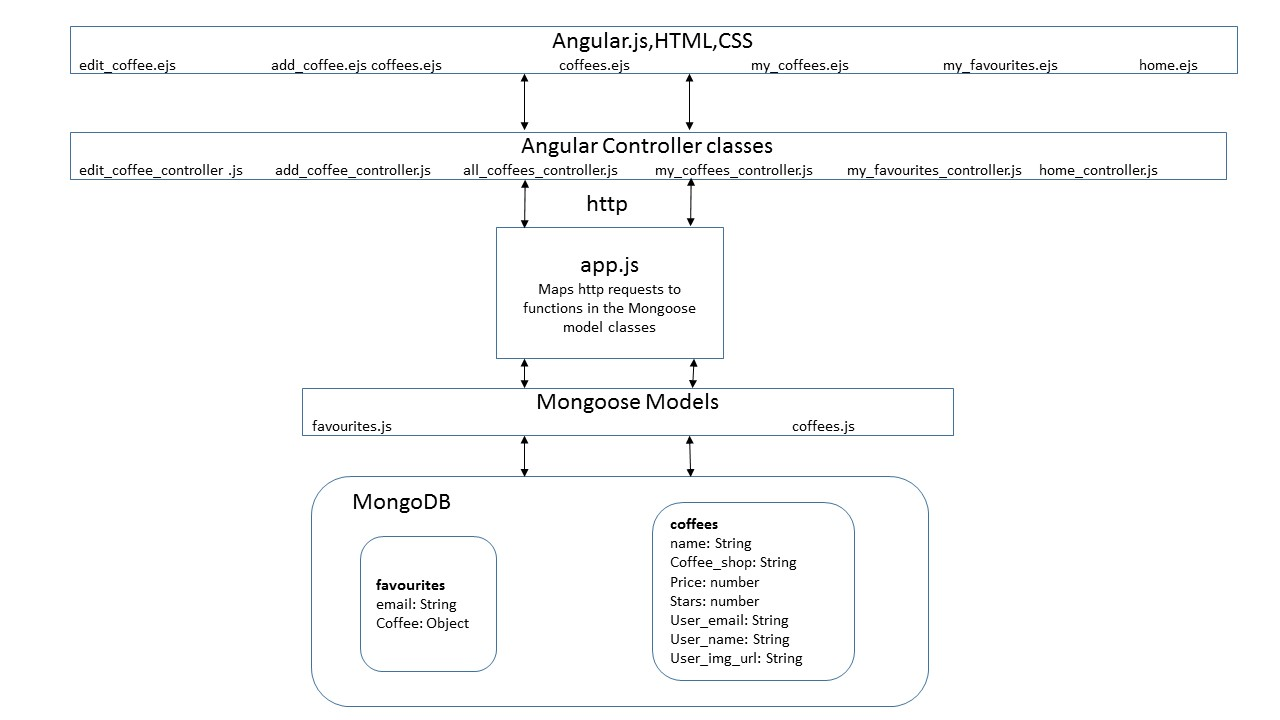 Angular.js,HTML,CSS
edit_coffee.ejs add_coffee.ejs coffees.ejs coffees.ejs my_coffees.ejs my_favourites.ejs home.ejs
Angular Controller classes
edit_coffee_controller .js add_coffee_controller.js all_coffees_controller.js my_coffees_controller.js my_favourites_controller.js home_controller.js
http
app.js
Maps http requests to
functions in the Mongoose
model classes
Mongoose Models
favourites.js coffees.js
MongoDB
favourites
email: String
Coffee: Object
coffees
name: String
Coffee_shop: String
Price: number
Stars: number
User_email: String
User_name: String
User_img_url: String